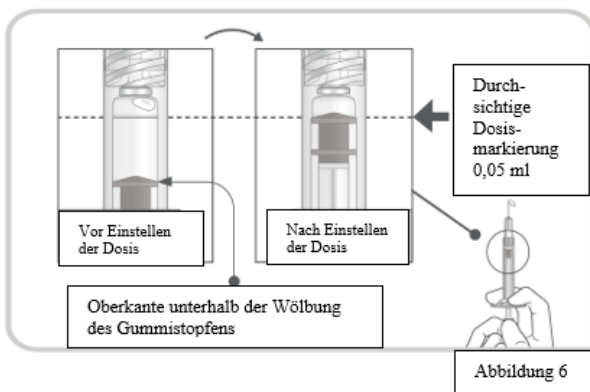 Durch-
sichtige
Dosis-
markierung
0,05 ml
Vor Einstellen
der Dosis
Nach Einstellen
der Dosis
Oberkante unterhalb der Wölbung
des Gummistopfens
Abbildung 6